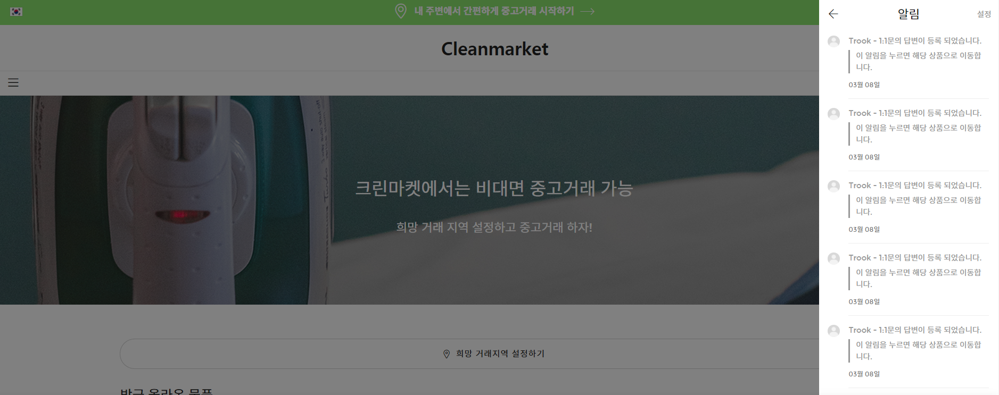 내 주변에서 간편하게 중고거래 시작하기
Cleanmarket
크린마켓에서는 비대면 중고거래 가능
희망 거래 지역 설정하고 중고거래 하자!
희망 거래지역 설정하기
방금 올라온 물품
알림
설정
Trook - 1:1문의 답변이 등록 되었습니다.
이 알림을 누르면 해당 상품으로 이동합
니다.
03월 08일
Trook - 1:1문의 답변이 등록 되었습니다.
이 알림을 누르면 해당 상품으로 이동합
니다.
03월 08일
Trook - 1:1문의 답변이 등록 되었습니다.
이 알림을 누르면 해당 상품으로 이동합
니다.
03월 08일
Trook - 1:1문의 답변이 등록 되었습니다.
이 알림을 누르면 해당 상품으로 이동합
니다.
03월 08일
Trook - 1:1문의 답변이 등록 되었습니다.
이 알림을 누르면 해당 상품으로 이동합
니다.
03월 08일